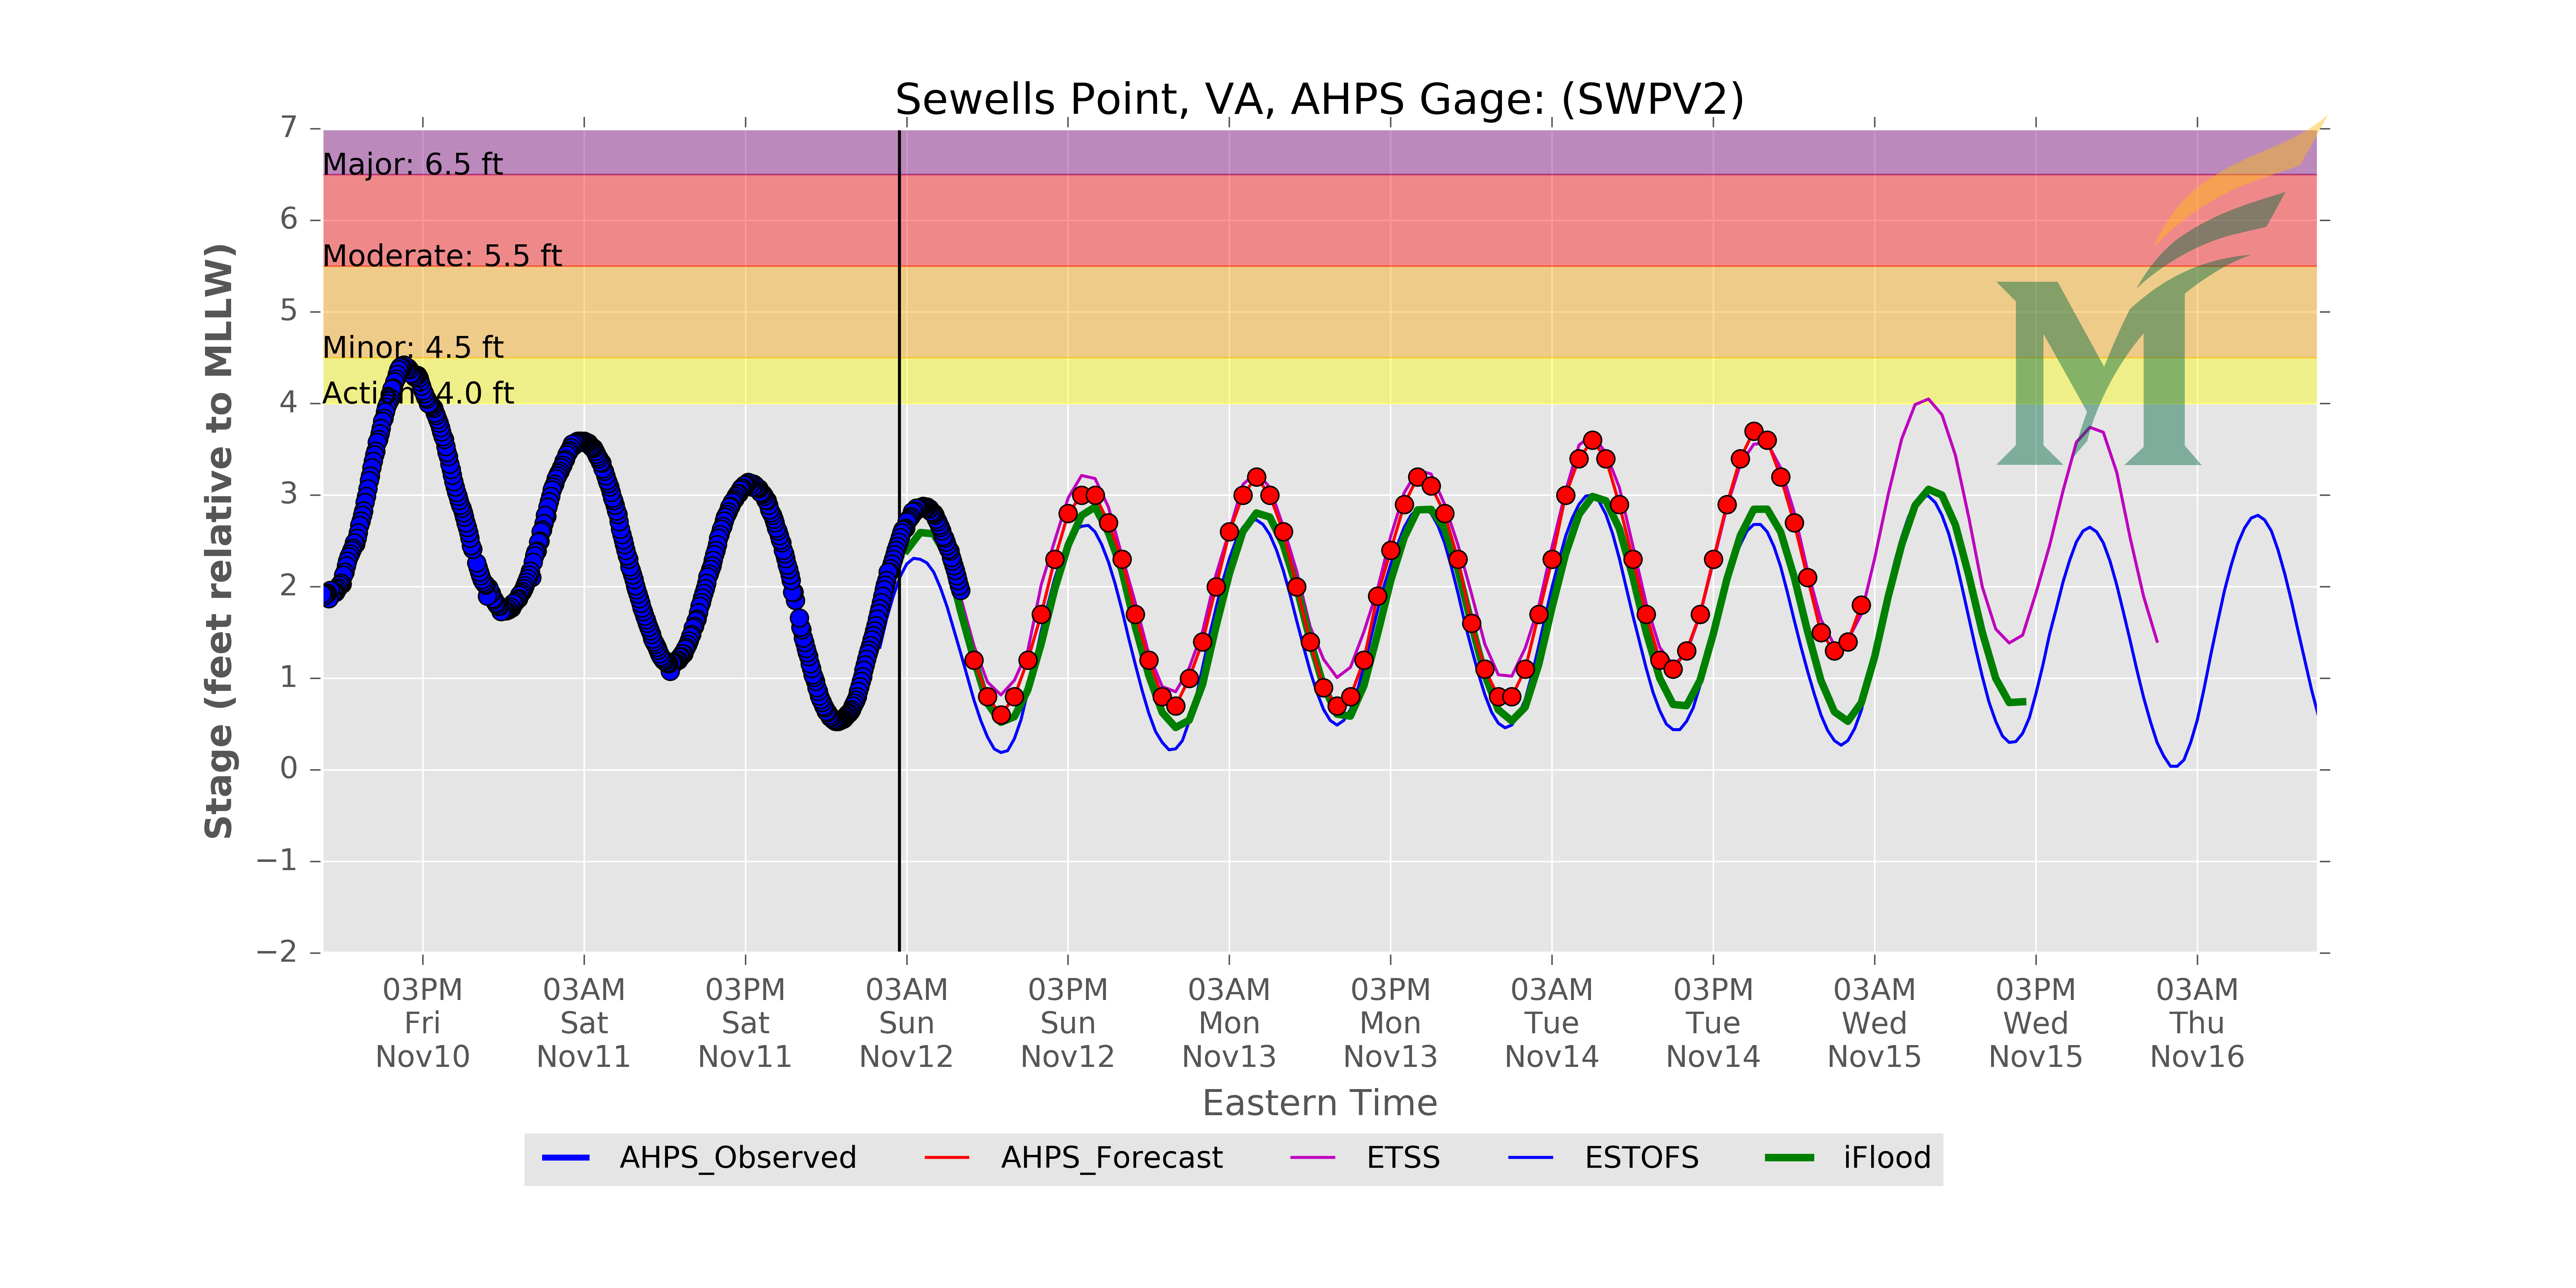 Sewells Point, VA, AHPS Gage: (SWPV2)
7
6
5
4
3
2
1
0
−1
−2
Stage (feet relative to MLLW)
Major: 6.5 ft
Moderate: 5.5 ft
Minor: 4.5 ft
Action: 4.0 ft
M
03PM 03AM 03PM 03AM 03PM 03AM 03PM 03AM 03PM 03AM 03PM 03AM
Fri Sat Sat Sun Sun Mon Mon Tue Tue Wed Wed Thu
Nov10 Nov11 Nov11 Nov12 Nov12 Nov13 Nov13 Nov14 Nov14 Nov15 Nov15 Nov16
Eastern Time
AHPS_Observed AHPS_Forecast ETSS ESTOFS iFlood